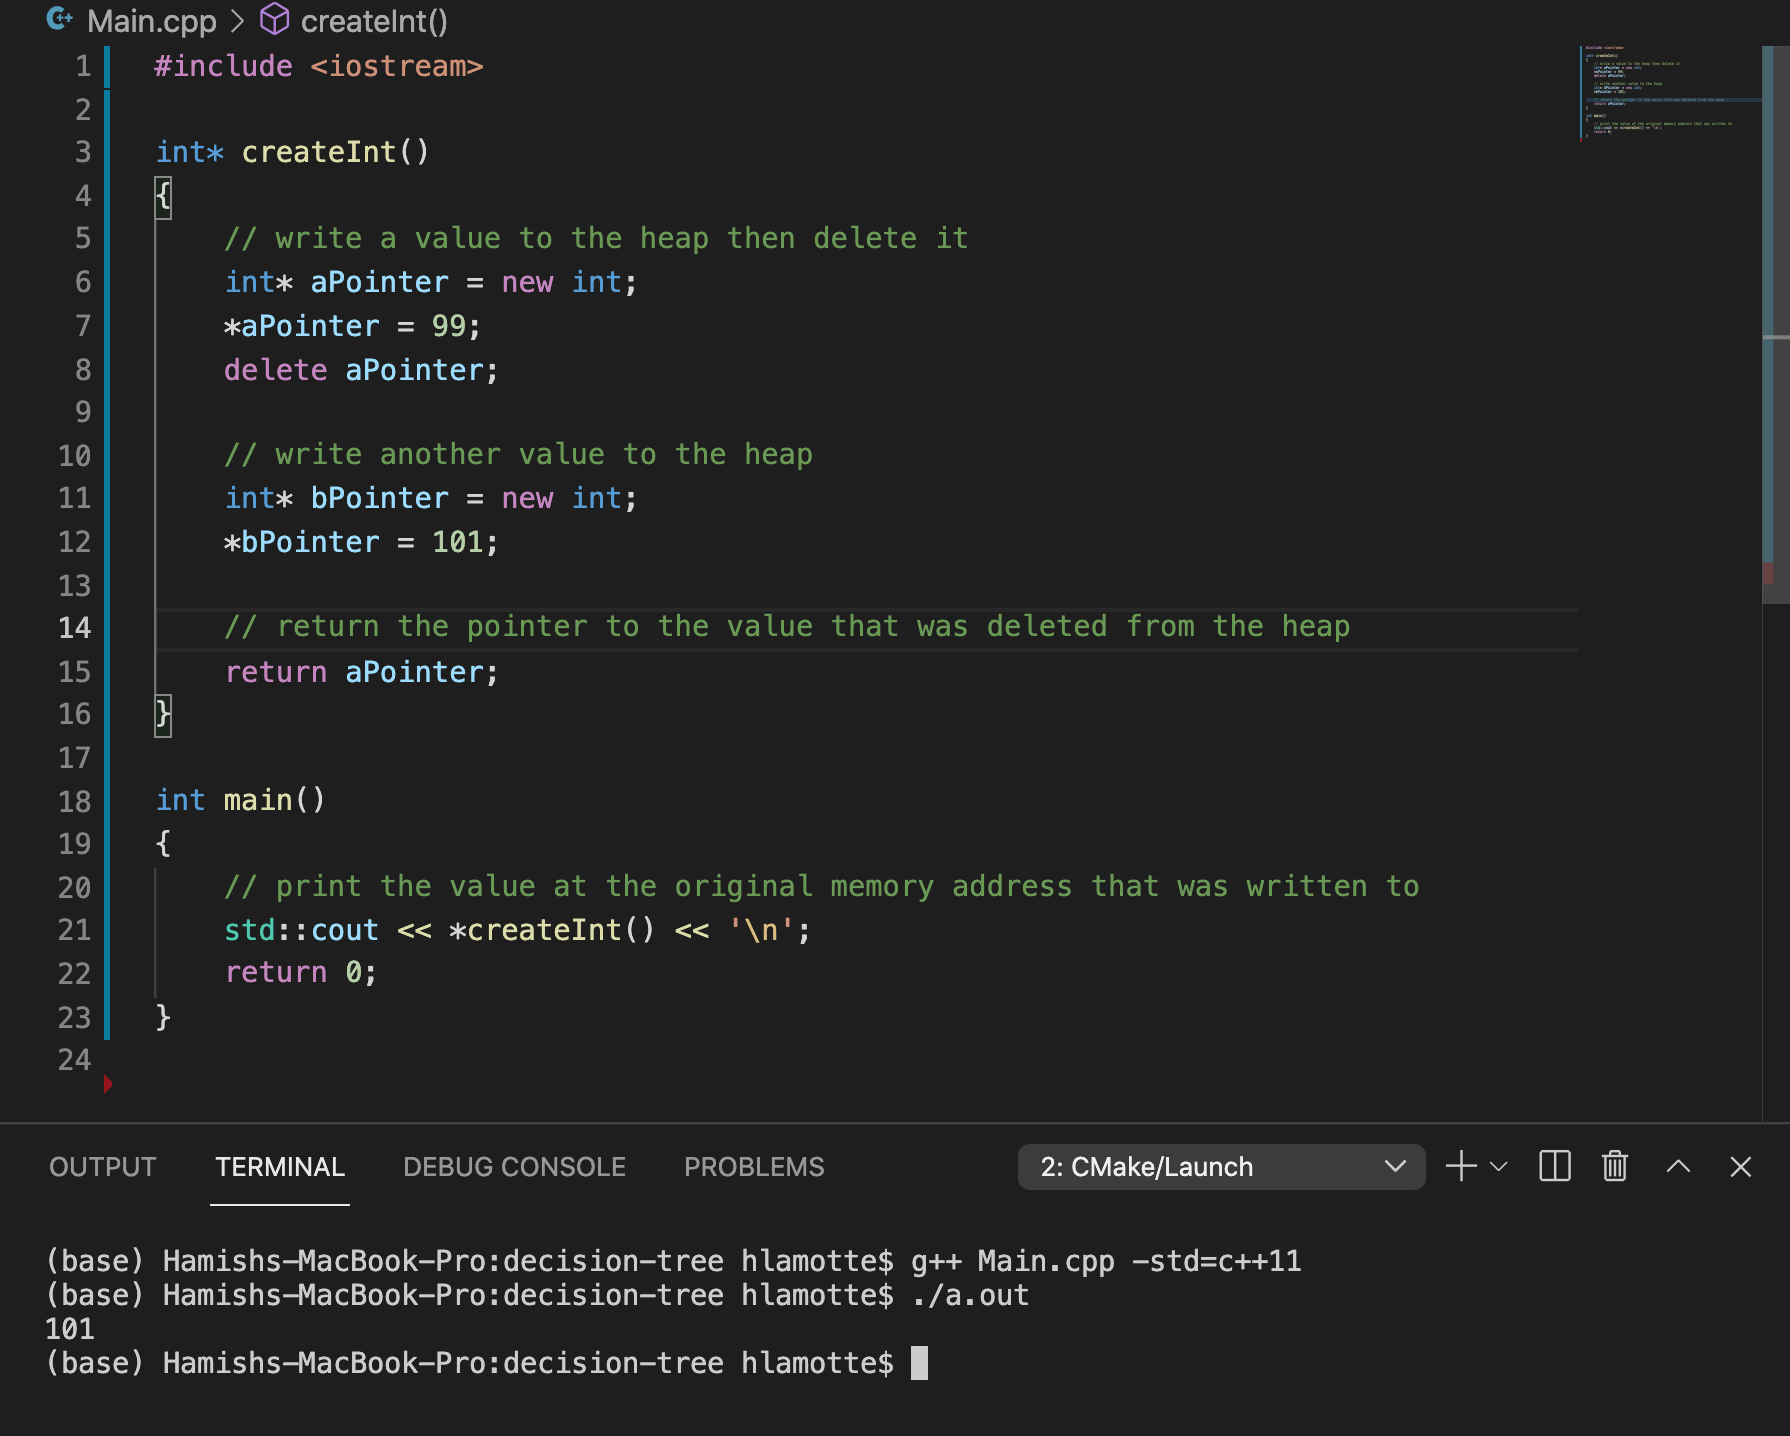 Main.cpp > createInt()
1 #include <iostream>
2
3 int* createInt()
4 {
5 // write a value to the heap then delete it
6 int* aPointer = new int;
7 *aPointer = 99;
8 delete aPointer;
9
10 // write another value to the heap
11 int* bPointer = new int;
12 *bPointer = 101;
13
14 // return the pointer to the value that was deleted from the heap
15 return aPointer;
16 }
17
18 int main()
19 {
20 // print the value at the original memory address that was written to
21 std::cout << *createInt() << '\n';
22 return 0;
23 }
24
OUTPUT TERMINAL DEBUG CONSOLE PROBLEMS 2: CMake/Launch
(base) Hamishs-MacBook-Pro:decision-tree hlamotte$ g++ Main.cpp -std=c++11
(base) Hamishs-MacBook-Pro:decision-tree hlamotte$ ./a.out
101
(base) Hamishs-MacBook-Pro:decision-tree hlamotte$